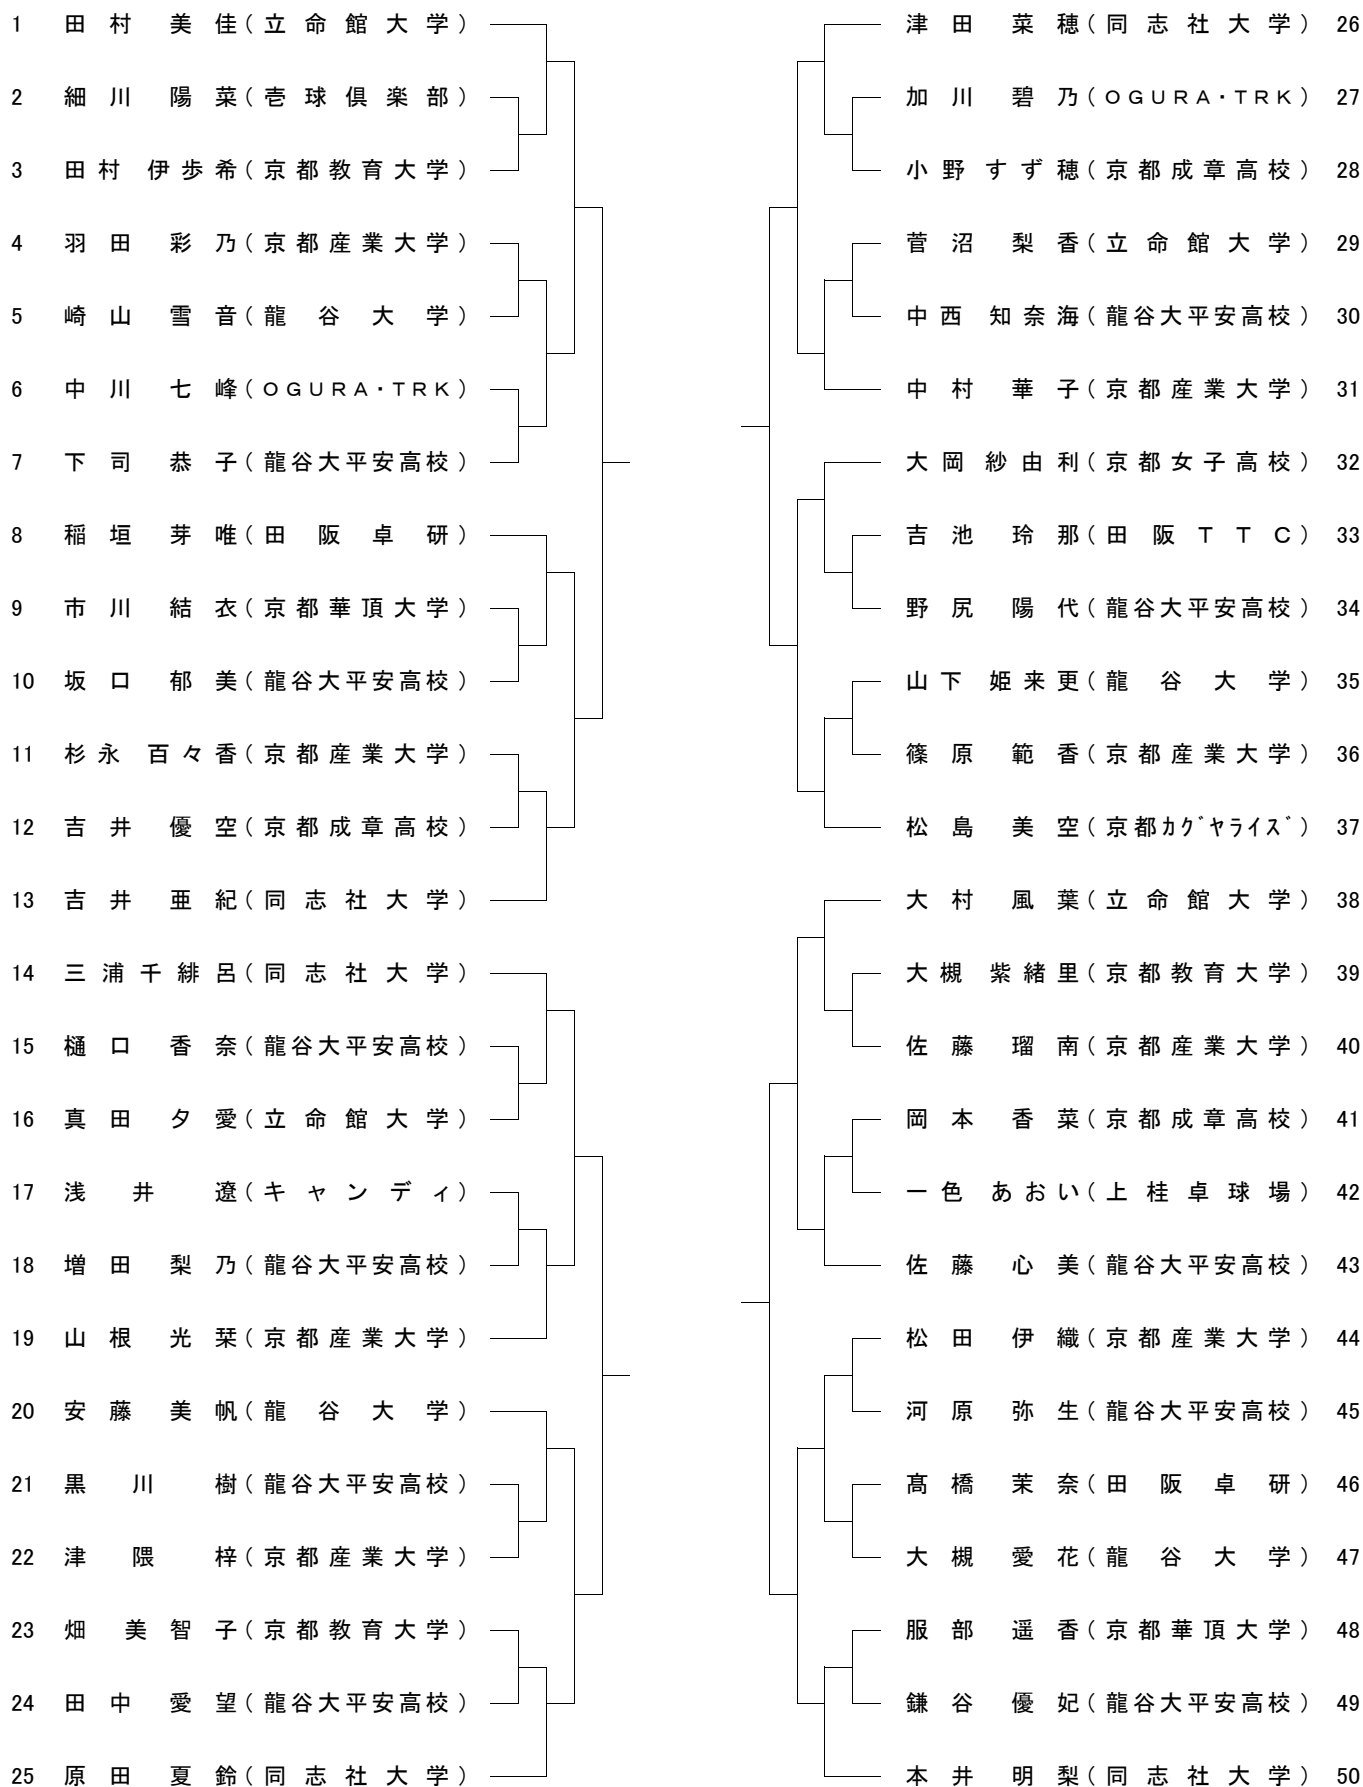 1 田村 美佳(立命館大学)
2 細川 陽菜(壱球倶楽部)
3 田村 伊歩希(京都教育大学)
4 羽田 彩乃(京都産業大学)
5 崎山 雪音(龍谷大学)
6 中川 七峰(OGURA・TRK)
7 下司 恭子(龍谷大平安高校)
8 稲垣 芽唯(田阪卓研)
9 市川 結衣(京都華頂大学)
10 坂口 郁美(龍谷大平安高校)
11 杉永 百々香(京都産業大学)
12 吉井 優空(京都成章高校)
13 吉井 亜紀(同志社大学)
14 三浦千緋呂(同志社大学)
15 樋口 香奈(龍谷大平安高校)
16 真田 夕愛(立命館大学)
17 浅井 遼(キャンディ)
18 増田 梨乃(龍谷大平安高校)
19 山根 光栞(京都産業大学)
20 安藤 美帆(龍谷大学)
21 黒川 樹(龍谷大平安高校)
22 津隈 梓(京都産業大学)
23 畑 美智子(京都教育大学)
24 田中 愛望(龍谷大平安高校)
25 原田 夏鈴(同志社大学)
津田 菜穂(同志社大学) 26
加川 碧乃(OGURA・TRK) 27
小野 すず穂(京都成章高校) 28
菅沼 梨香(立命館大学) 29
中西 知奈海(龍谷大平安高校) 30
中村 華子(京都産業大学) 31
大岡紗由利(京都女子高校) 32
吉池 玲那(田阪TTC) 33
野尻 陽代(龍谷大平安高校) 34
山下 姫来更(龍谷大学) 35
篠原 範香(京都産業大学) 36
松島 美空(京都カグヤライズ) 37
大村 風葉(立命館大学) 38
大槻 紫緒里(京都教育大学) 39
佐藤 瑠南(京都産業大学) 40
岡本 香菜(京都成章高校) 41
一色 あおい(上桂卓球場) 42
佐藤 心美(龍谷大平安高校) 43
松田 伊織(京都産業大学) 44
河原 弥生(龍谷大平安高校) 45
髙橋 茉奈(田阪卓研) 46
大槻 愛花(龍谷大学) 47
服部 遥香(京都華頂大学) 48
鎌谷 優妃(龍谷大平安高校) 49
本井 明梨(同志社大学) 50